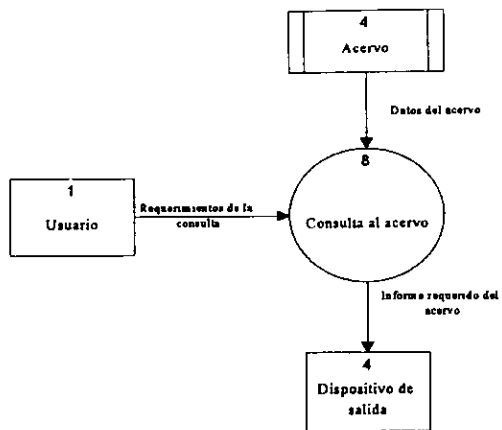 4
Acervo
Datos del acervo
8
Consulta al acervo
1
Usuario
Requerimientos de la
consulta
Informe requerido del
acervo
4
Dispositivo de
salida